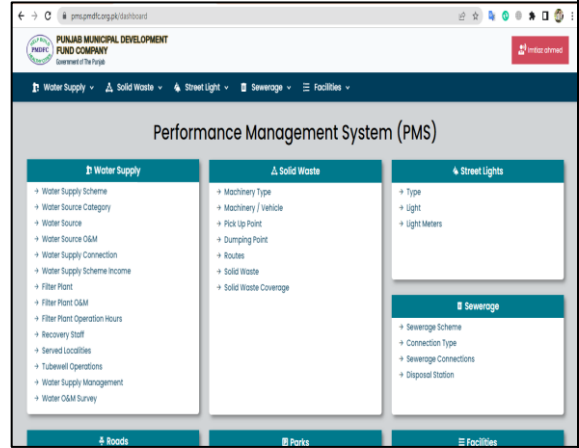 pms.pmdfc.org.pk/dashboard
PMDFC
PUNJAB MUNICIPAL DEVELOPMENT
FUND COMPANY
Government of The Punjab
imtiaz ahmed
Water Supply
Solid Waste
Street Light
Sewerage
Facilities
Performance Management System (PMS)
Water Supply
Water Supply Scheme
Water Source Category
Water Source
Water Source O&M
Water Supply Connection
Water Supply Scheme Income
Filter Plant
Filter Plant O&M
Filter Plant Operation Hours
Recovery Staff
Served Localities
Tubewell Operations
Water Supply Management
Water O&M Survey
Solid Waste
Machinery Type
Machinery / Vehicle
Pick Up Point
Dumping Point
Routes
Solid Waste
Solid Waste Coverage
Street Lights
Type
Light
Light Meters
Sewerage
Sewerage Scheme
Connection Type
Sewerage Connections
Disposal Station
Roads
Parks
Facilities